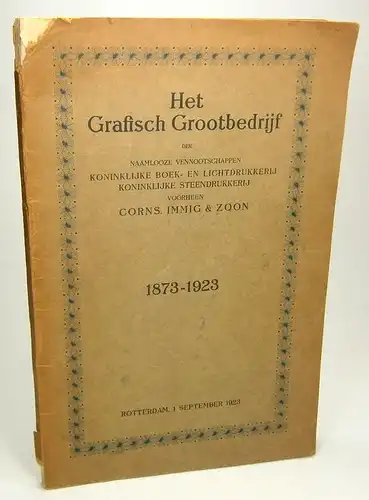 Het
Grafisch Grootbedrijf
DER
NAAMLOOZE VENNOOTSCHAPPEN
KONINKLIJKE BOEK- EN LICHTDRUKKERIJ
KONINKLIJKE STEENDRUKKERIJ
VOORHEEN
CORNS. IMMIG & ZOON
1873-1923
ROTTERDAM, 1 SEPTEMBER 1923